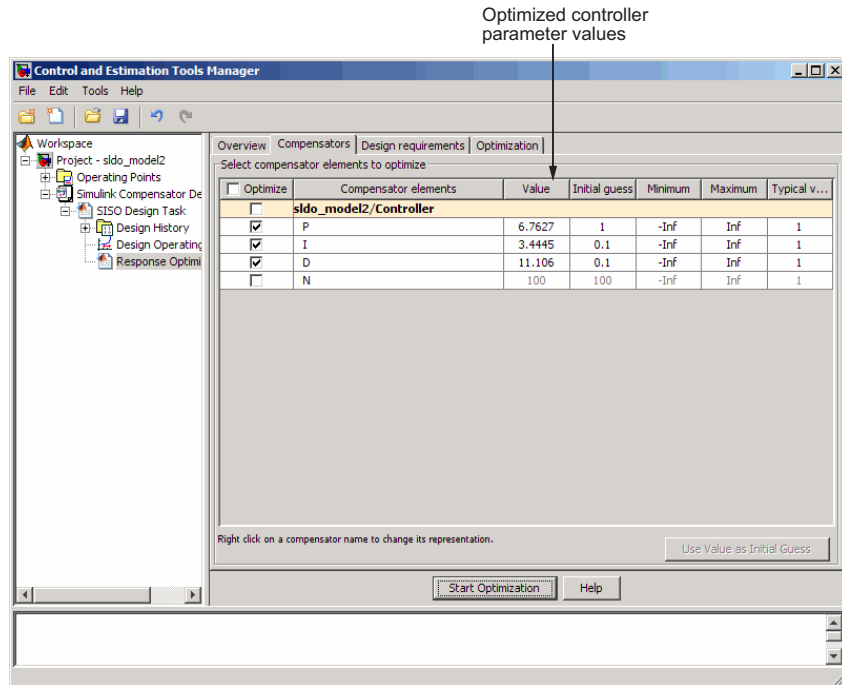 Optimized controller
parameter values
Control and Estimation Tools Manager
File Edit Tools Help
Workspace
Project - sldo_model2
Operating Points
Simulink Compensator De
SISO Design Task
Design History
Design Operating
Response Optimi
Overview Compensators Design requirements Optimization
Select compensator elements to optimize
Optimize Compensator elements Value Initial guess Minimum Maximum Typical v...
sldo_model2/Controller
P 6.7627 1 -Inf Inf 1
I 3.4445 0.1 -Inf Inf 1
D 11.106 0.1 -Inf Inf 1
N 100 100 -Inf Inf 1
Right click on a compensator name to change its representation.
Use Value as Initial Guess
Start Optimization Help